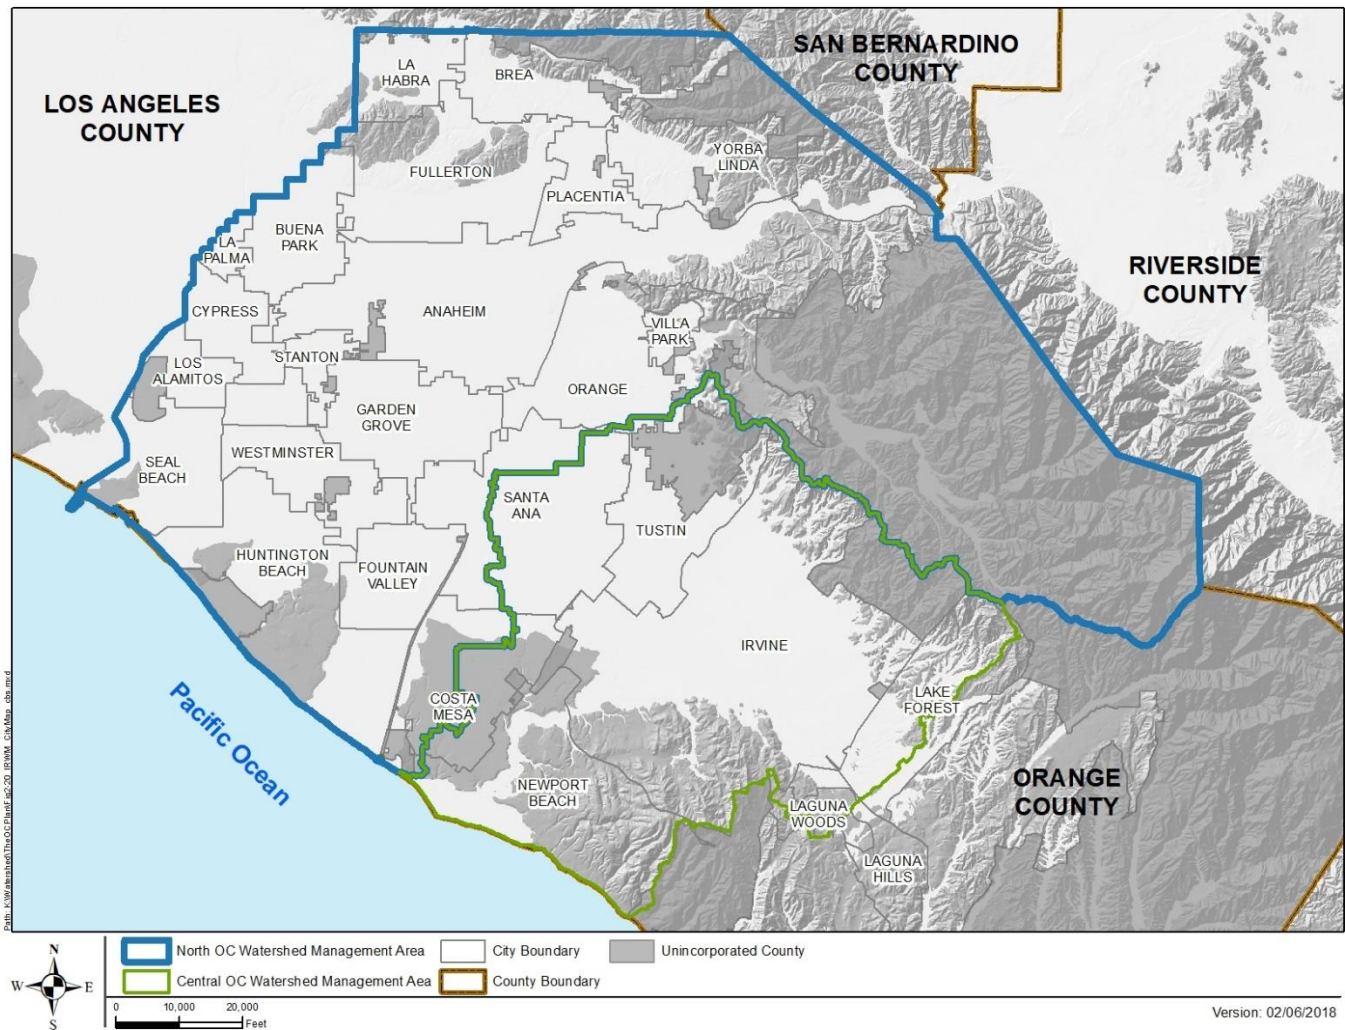 SAN BERNARDINO
COUNTY
LOS ANGELES
COUNTY
LA
HABRA
BREA
YORBA
LINDA
FULLERTON
PLACENTIA
BUENA
PARK
LA
PALMA
RIVERSIDE
COUNTY
CYPRESS
ANAHEIM
VILLA
PARK
STANTON
LOS
ALAMITOS
ORANGE
GARDEN
GROVE
WESTMINSTER
SEAL
BEACH
SANTA
ANA
TUSTIN
HUNTINGTON
BEACH
FOUNTAIN
VALLEY
IRVINE
COSTA
MESA
LAKE
FOREST
Pacific Ocean
NEWPORT
BEACH
ORANGE
COUNTY
LAGUNA
WOODS
LAGUNA
HILLS
N
W
E
S
North OC Watershed Management Area
City Boundary
Unincorporated County
Central OC Watershed Management Aea
County Boundary
0 10,000 20,000
Feet
Version: 02/06/2018